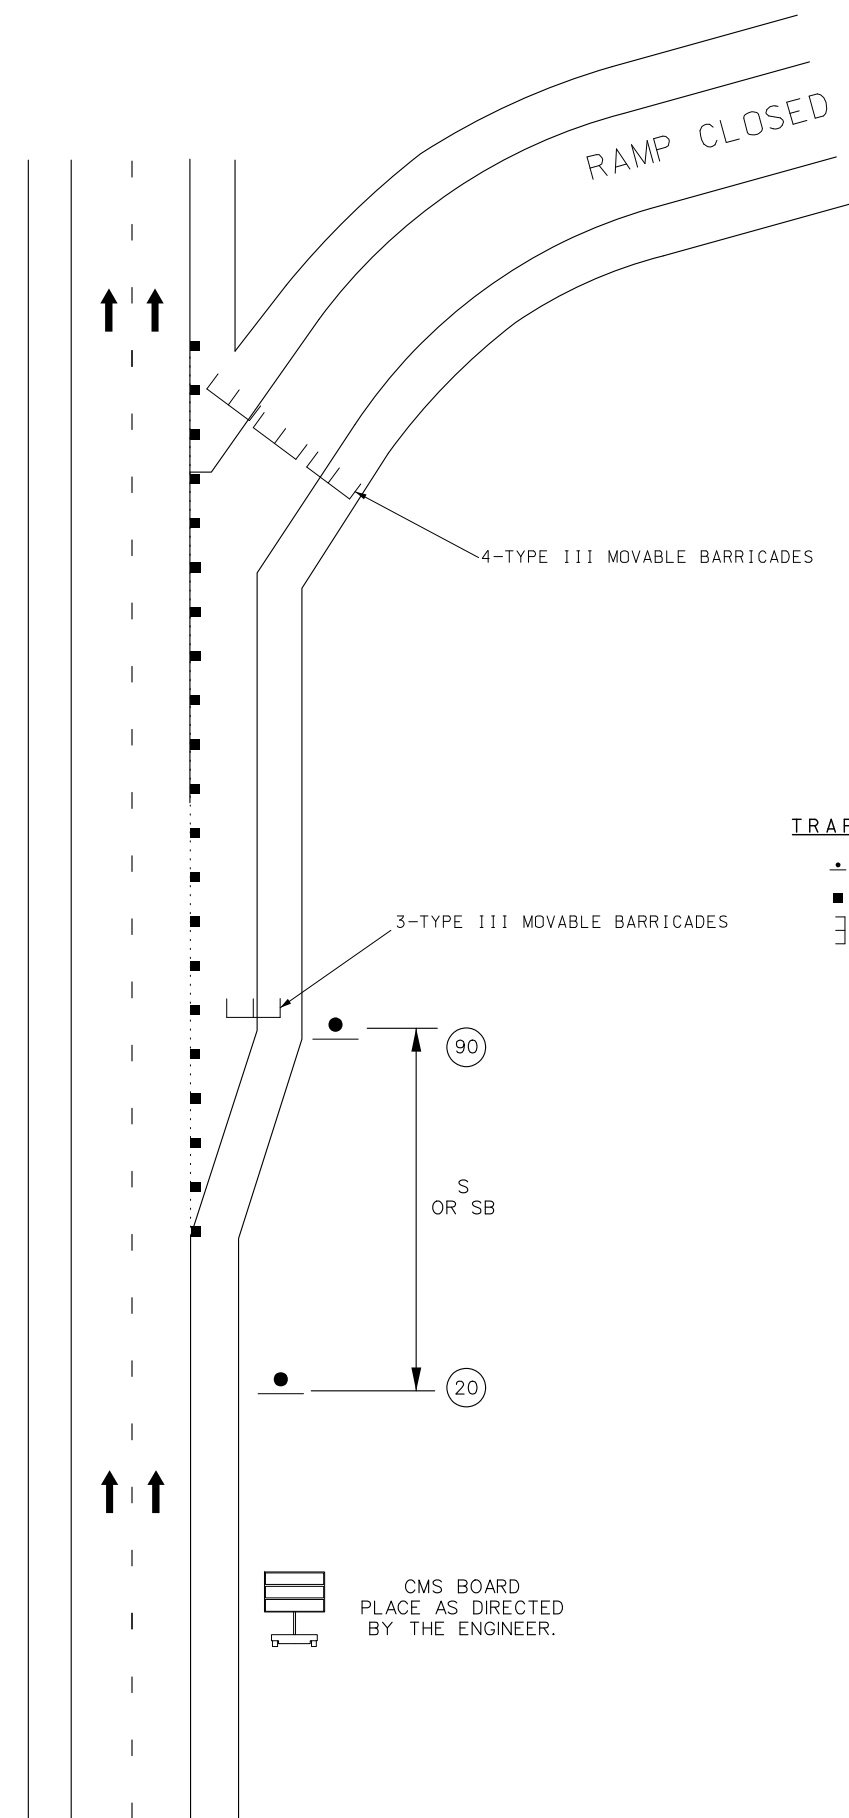 RAMP CLOSED
4-TYPE III MOVABLE BARRICADES
TRAF
3-TYPE III MOVABLE BARRICADES
90
S
OR SB
20
CMS BOARD
PLACE AS DIRECTED
BY THE ENGINEER.